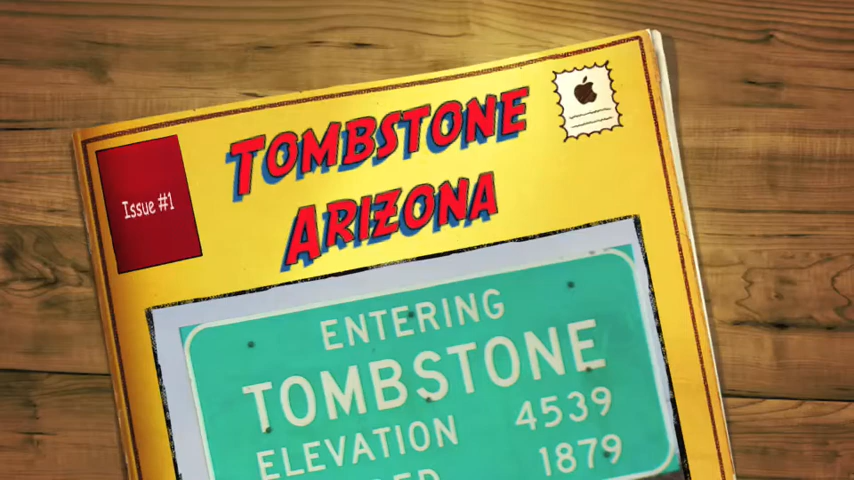 Issue #1
TOMBSTONE
ARIZONA
ENTERING
TOMBSTONE
ELEVATION 4539
1879